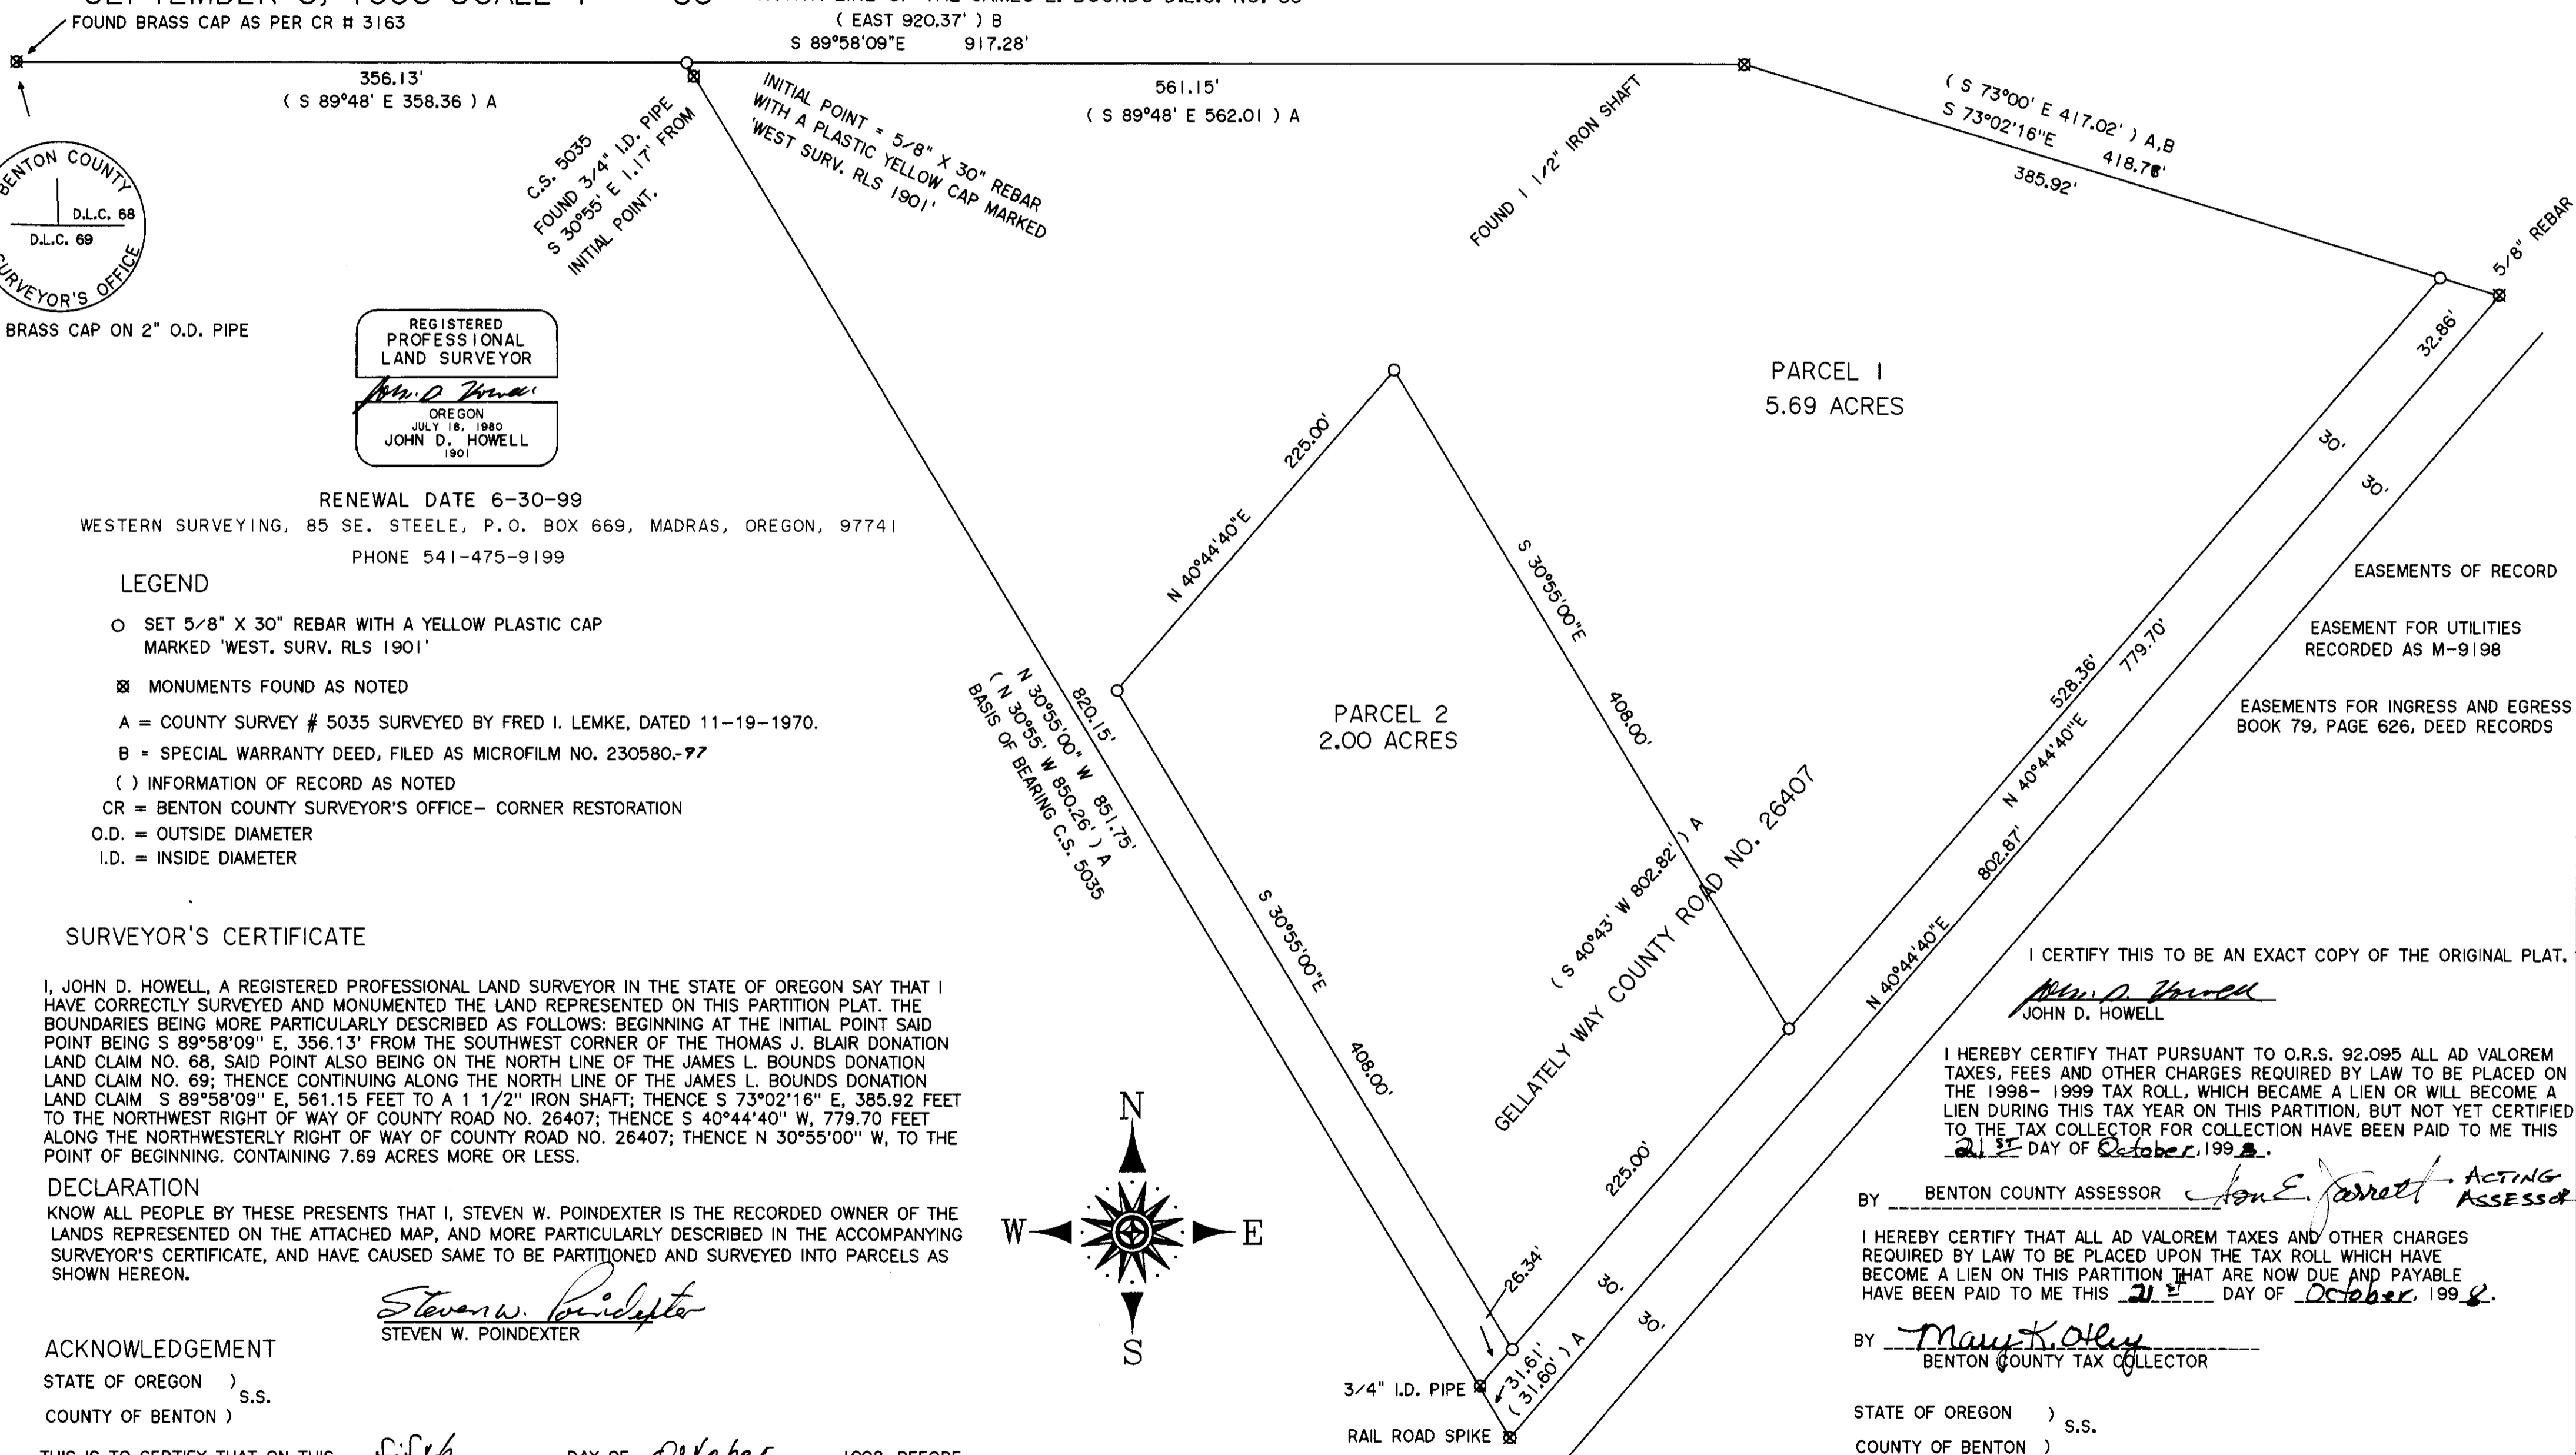 FOUND BRASS CAP AS PER CR # 3163
( EAST 920.37' ) B
S 89°58'09"E 917.28'
356.13'
( S 89°48' E 358.36 ) A
561.15'
( S 89°48' E 562.01 ) A
C.S. 5035
FOUND 3/4" I.D. PIPE
S 30°55' E 1.17' FROM
INITIAL POINT.
INITIAL POINT = 5/8" X 30" REBAR
WITH A PLASTIC YELLOW CAP MARKED
'WEST SURV. RLS 1901'
FOUND 1 1/2" IRON SHAFT
( S 73°00' E 417.02' ) A,B
S 73°02'16"E 418.78'
385.92'
5/8" REBAR
BENTON COUNTY
D.L.C. 68
D.L.C. 69
SURVEYOR'S OFFICE
BRASS CAP ON 2" O.D. PIPE
REGISTERED
PROFESSIONAL
LAND SURVEYOR
John D. Howell
OREGON
JULY 18, 1980
JOHN D. HOWELL
1901
RENEWAL DATE 6-30-99
WESTERN SURVEYING, 85 SE. STEELE, P.O. BOX 669, MADRAS, OREGON, 97741
PHONE 541-475-9199
LEGEND
O SET 5/8" X 30" REBAR WITH A YELLOW PLASTIC CAP
MARKED 'WEST. SURV. RLS 1901'
MONUMENTS FOUND AS NOTED
A = COUNTY SURVEY # 5035 SURVEYED BY FRED I. LEMKE, DATED 11-19-1970.
B = SPECIAL WARRANTY DEED, FILED AS MICROFILM NO. 230580.-97
( ) INFORMATION OF RECORD AS NOTED
CR = BENTON COUNTY SURVEYOR'S OFFICE- CORNER RESTORATION
O.D. = OUTSIDE DIAMETER
I.D. = INSIDE DIAMETER
PARCEL 1
5.69 ACRES
225.00'
N 40°44'40"E
S 30°55'00"E
408.00'
PARCEL 2
2.00 ACRES
820.15'
N 30°55'00" W 851.75'
( N 30°55' W 850.26' ) A
BASIS OF BEARING C.S. 5035
S 30°55'00"E
408.00'
32.86'
30'
30'
528.36'
779.70'
N 40°44'40"E
802.87'
N 40°44'40"E
( S 40°43' W 802.82' ) A
GELLATELY WAY COUNTY ROAD NO. 26407
225.00'
26.34'
30'
30'
31.61'
( 31.60' ) A
3/4" I.D. PIPE
RAIL ROAD SPIKE
EASEMENTS OF RECORD
EASEMENT FOR UTILITIES
RECORDED AS M-9198
EASEMENTS FOR INGRESS AND EGRESS
BOOK 79, PAGE 626, DEED RECORDS
SURVEYOR'S CERTIFICATE
I, JOHN D. HOWELL, A REGISTERED PROFESSIONAL LAND SURVEYOR IN THE STATE OF OREGON SAY THAT I
HAVE CORRECTLY SURVEYED AND MONUMENTED THE LAND REPRESENTED ON THIS PARTITION PLAT. THE
BOUNDARIES BEING MORE PARTICULARLY DESCRIBED AS FOLLOWS: BEGINNING AT THE INITIAL POINT SAID
POINT BEING S 89°58'09" E, 356.13' FROM THE SOUTHWEST CORNER OF THE THOMAS J. BLAIR DONATION
LAND CLAIM NO. 68, SAID POINT ALSO BEING ON THE NORTH LINE OF THE JAMES L. BOUNDS DONATION
LAND CLAIM NO. 69; THENCE CONTINUING ALONG THE NORTH LINE OF THE JAMES L. BOUNDS DONATION
LAND CLAIM S 89°58'09" E, 561.15 FEET TO A 1 1/2" IRON SHAFT; THENCE S 73°02'16" E, 385.92 FEET
TO THE NORTHWEST RIGHT OF WAY OF COUNTY ROAD NO. 26407; THENCE S 40°44'40" W, 779.70 FEET
ALONG THE NORTHWESTERLY RIGHT OF WAY OF COUNTY ROAD NO. 26407; THENCE N 30°55'00" W, TO THE
POINT OF BEGINNING. CONTAINING 7.69 ACRES MORE OR LESS.
DECLARATION
KNOW ALL PEOPLE BY THESE PRESENTS THAT I, STEVEN W. POINDEXTER IS THE RECORDED OWNER OF THE
LANDS REPRESENTED ON THE ATTACHED MAP, AND MORE PARTICULARLY DESCRIBED IN THE ACCOMPANYING
SURVEYOR'S CERTIFICATE, AND HAVE CAUSED SAME TO BE PARTITIONED AND SURVEYED INTO PARCELS AS
SHOWN HEREON.
Steven W. Poindexter
STEVEN W. POINDEXTER
ACKNOWLEDGEMENT
STATE OF OREGON )
S.S.
COUNTY OF BENTON )
N
W E
S
I CERTIFY THIS TO BE AN EXACT COPY OF THE ORIGINAL PLAT.
John D. Howell
JOHN D. HOWELL
I HEREBY CERTIFY THAT PURSUANT TO O.R.S. 92.095 ALL AD VALOREM
TAXES, FEES AND OTHER CHARGES REQUIRED BY LAW TO BE PLACED ON
THE 1998- 1999 TAX ROLL, WHICH BECAME A LIEN OR WILL BECOME A
LIEN DURING THIS TAX YEAR ON THIS PARTITION, BUT NOT YET CERTIFIED
TO THE TAX COLLECTOR FOR COLLECTION HAVE BEEN PAID TO ME THIS
21ST DAY OF October, 1998.
BY BENTON COUNTY ASSESSOR E. Jarrett ACTING
ASSESSOR
I HEREBY CERTIFY THAT ALL AD VALOREM TAXES AND OTHER CHARGES
REQUIRED BY LAW TO BE PLACED UPON THE TAX ROLL WHICH HAVE
BECOME A LIEN ON THIS PARTITION THAT ARE NOW DUE AND PAYABLE
HAVE BEEN PAID TO ME THIS 21st DAY OF October, 1998.
BY Mary K. Otley
BENTON COUNTY TAX COLLECTOR
STATE OF OREGON )
S.S.
COUNTY OF BENTON )